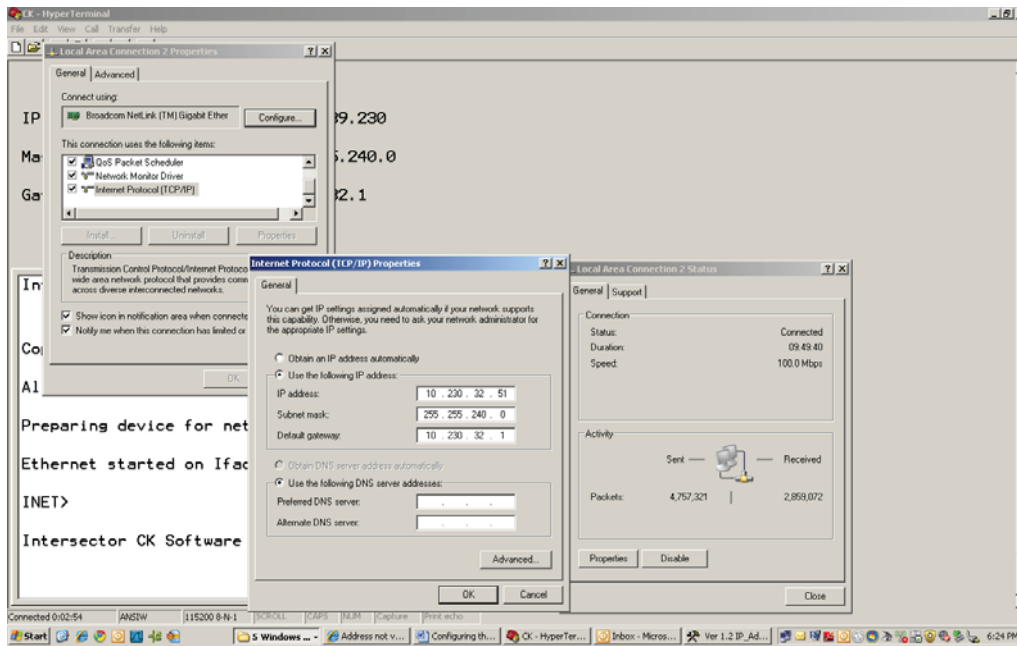 CK - HyperTerminal
File Edit View Call Transfer Help
Local Area Connection 2 Properties
General Advanced
Connect using:
Broadcom NetLink (TM) Gigabit Ether
Configure...
This connection uses the following items:
QoS Packet Scheduler
Network Monitor Driver
Internet Protocol (TCP/IP)
Install...
Uninstall
Properties
Description
Transmission Control Protocol/Internet Protoco
wide area network protocol that provides comm
across diverse interconnected networks.
Show icon in notification area when connecte
Notify me when this connection has limited or
OK
IP
39.230
Ma
5.240.0
Ga
32.1
In
Co
Al
Preparing device for net
Ethernet started on Ifac
INET>
Intersector CK Software
Internet Protocol (TCP/IP) Properties
General
You can get IP settings assigned automatically if your network supports
this capability. Otherwise, you need to ask your network administrator for
the appropriate IP settings.
Obtain an IP address automatically
Use the following IP address:
IP address: 10 . 230 . 32 . 51
Subnet mask: 255 . 255 . 240 . 0
Default gateway: 10 . 230 . 32 . 1
Obtain DNS server address automatically
Use the following DNS server addresses:
Preferred DNS server: . . .
Alternate DNS server: . . .
Advanced...
OK
Cancel
Local Area Connection 2 Status
General Support
Connection
Status: Connected
Duration: 09:49:40
Speed: 100.0 Mbps
Activity
Sent — — Received
Packets: 4,757,321 | 2,859,072
Properties
Disable
Close
Connected 0:02:54 ANSIW 115200 8-N-1 SCROLL CAPS NUM Capture Print echo
Start
5 Windows ...
Address not v...
Configuring th...
CK - HyperTer...
Inbox - Micros...
Ver 1.2 IP_Ad...
6:24 PM